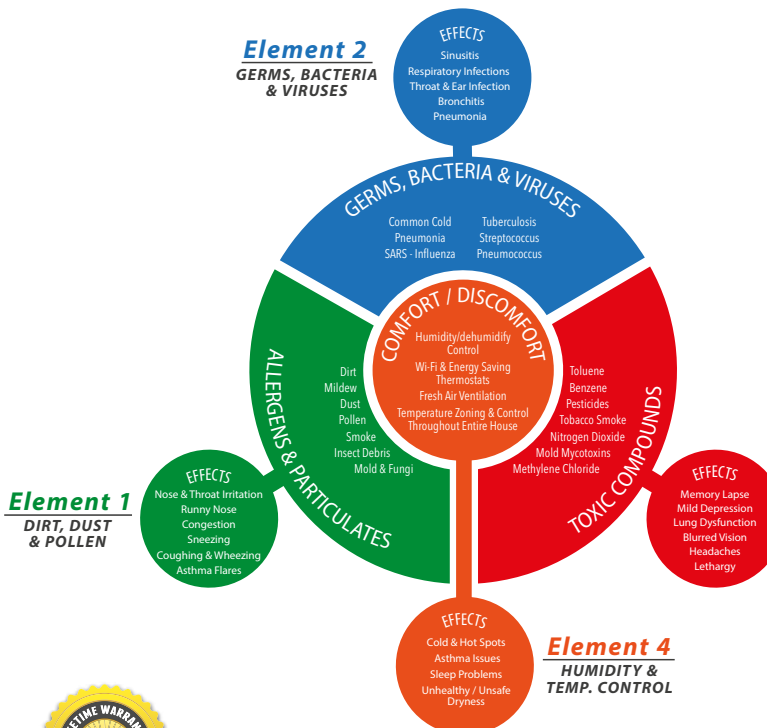 Element 2
GERMS, BACTERIA
& VIRUSES
EFFECTS
Sinusitis
Respiratory Infections
Throat & Ear Infection
Bronchitis
Pneumonia
GERMS, BACTERIA & VIRUSES
Common Cold
Pneumonia
SARS - Influenza
Tuberculosis
Streptococcus
Pneumococcus
COMFORT / DISCOMFORT
Humidity/dehumidify
Control
Wi-Fi & Energy Saving
Thermostats
Fresh Air Ventilation
Temperature Zoning & Control
Throughout Entire House
ALLERGENS & PARTICULATES
Dirt
Mildew
Dust
Pollen
Smoke
Insect Debris
Mold & Fungi
TOXIC COMPOUNDS
Toluene
Benzene
Pesticides
Tobacco Smoke
Nitrogen Dioxide
Mold Mycotoxins
Methylene Chloride
Element 1
DIRT, DUST
& POLLEN
EFFECTS
Nose & Throat Irritation
Runny Nose
Congestion
Sneezing
Coughing & Wheezing
Asthma Flares
EFFECTS
Memory Lapse
Mild Depression
Lung Dysfunction
Blurred Vision
Headaches
Lethargy
EFFECTS
Cold & Hot Spots
Asthma Issues
Sleep Problems
Unhealthy / Unsafe
Dryness
Element 4
HUMIDITY &
TEMP. CONTROL